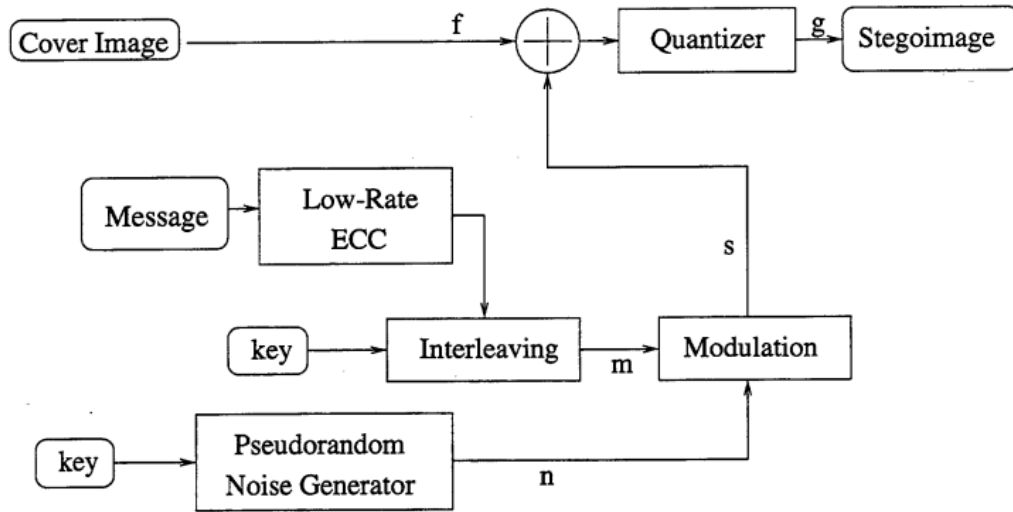 f
Cover Image
Quantizer
g
Stegoimage
Message
Low-Rate
ECC
s
key
Interleaving
m
Modulation
key
Pseudorandom
Noise Generator
n